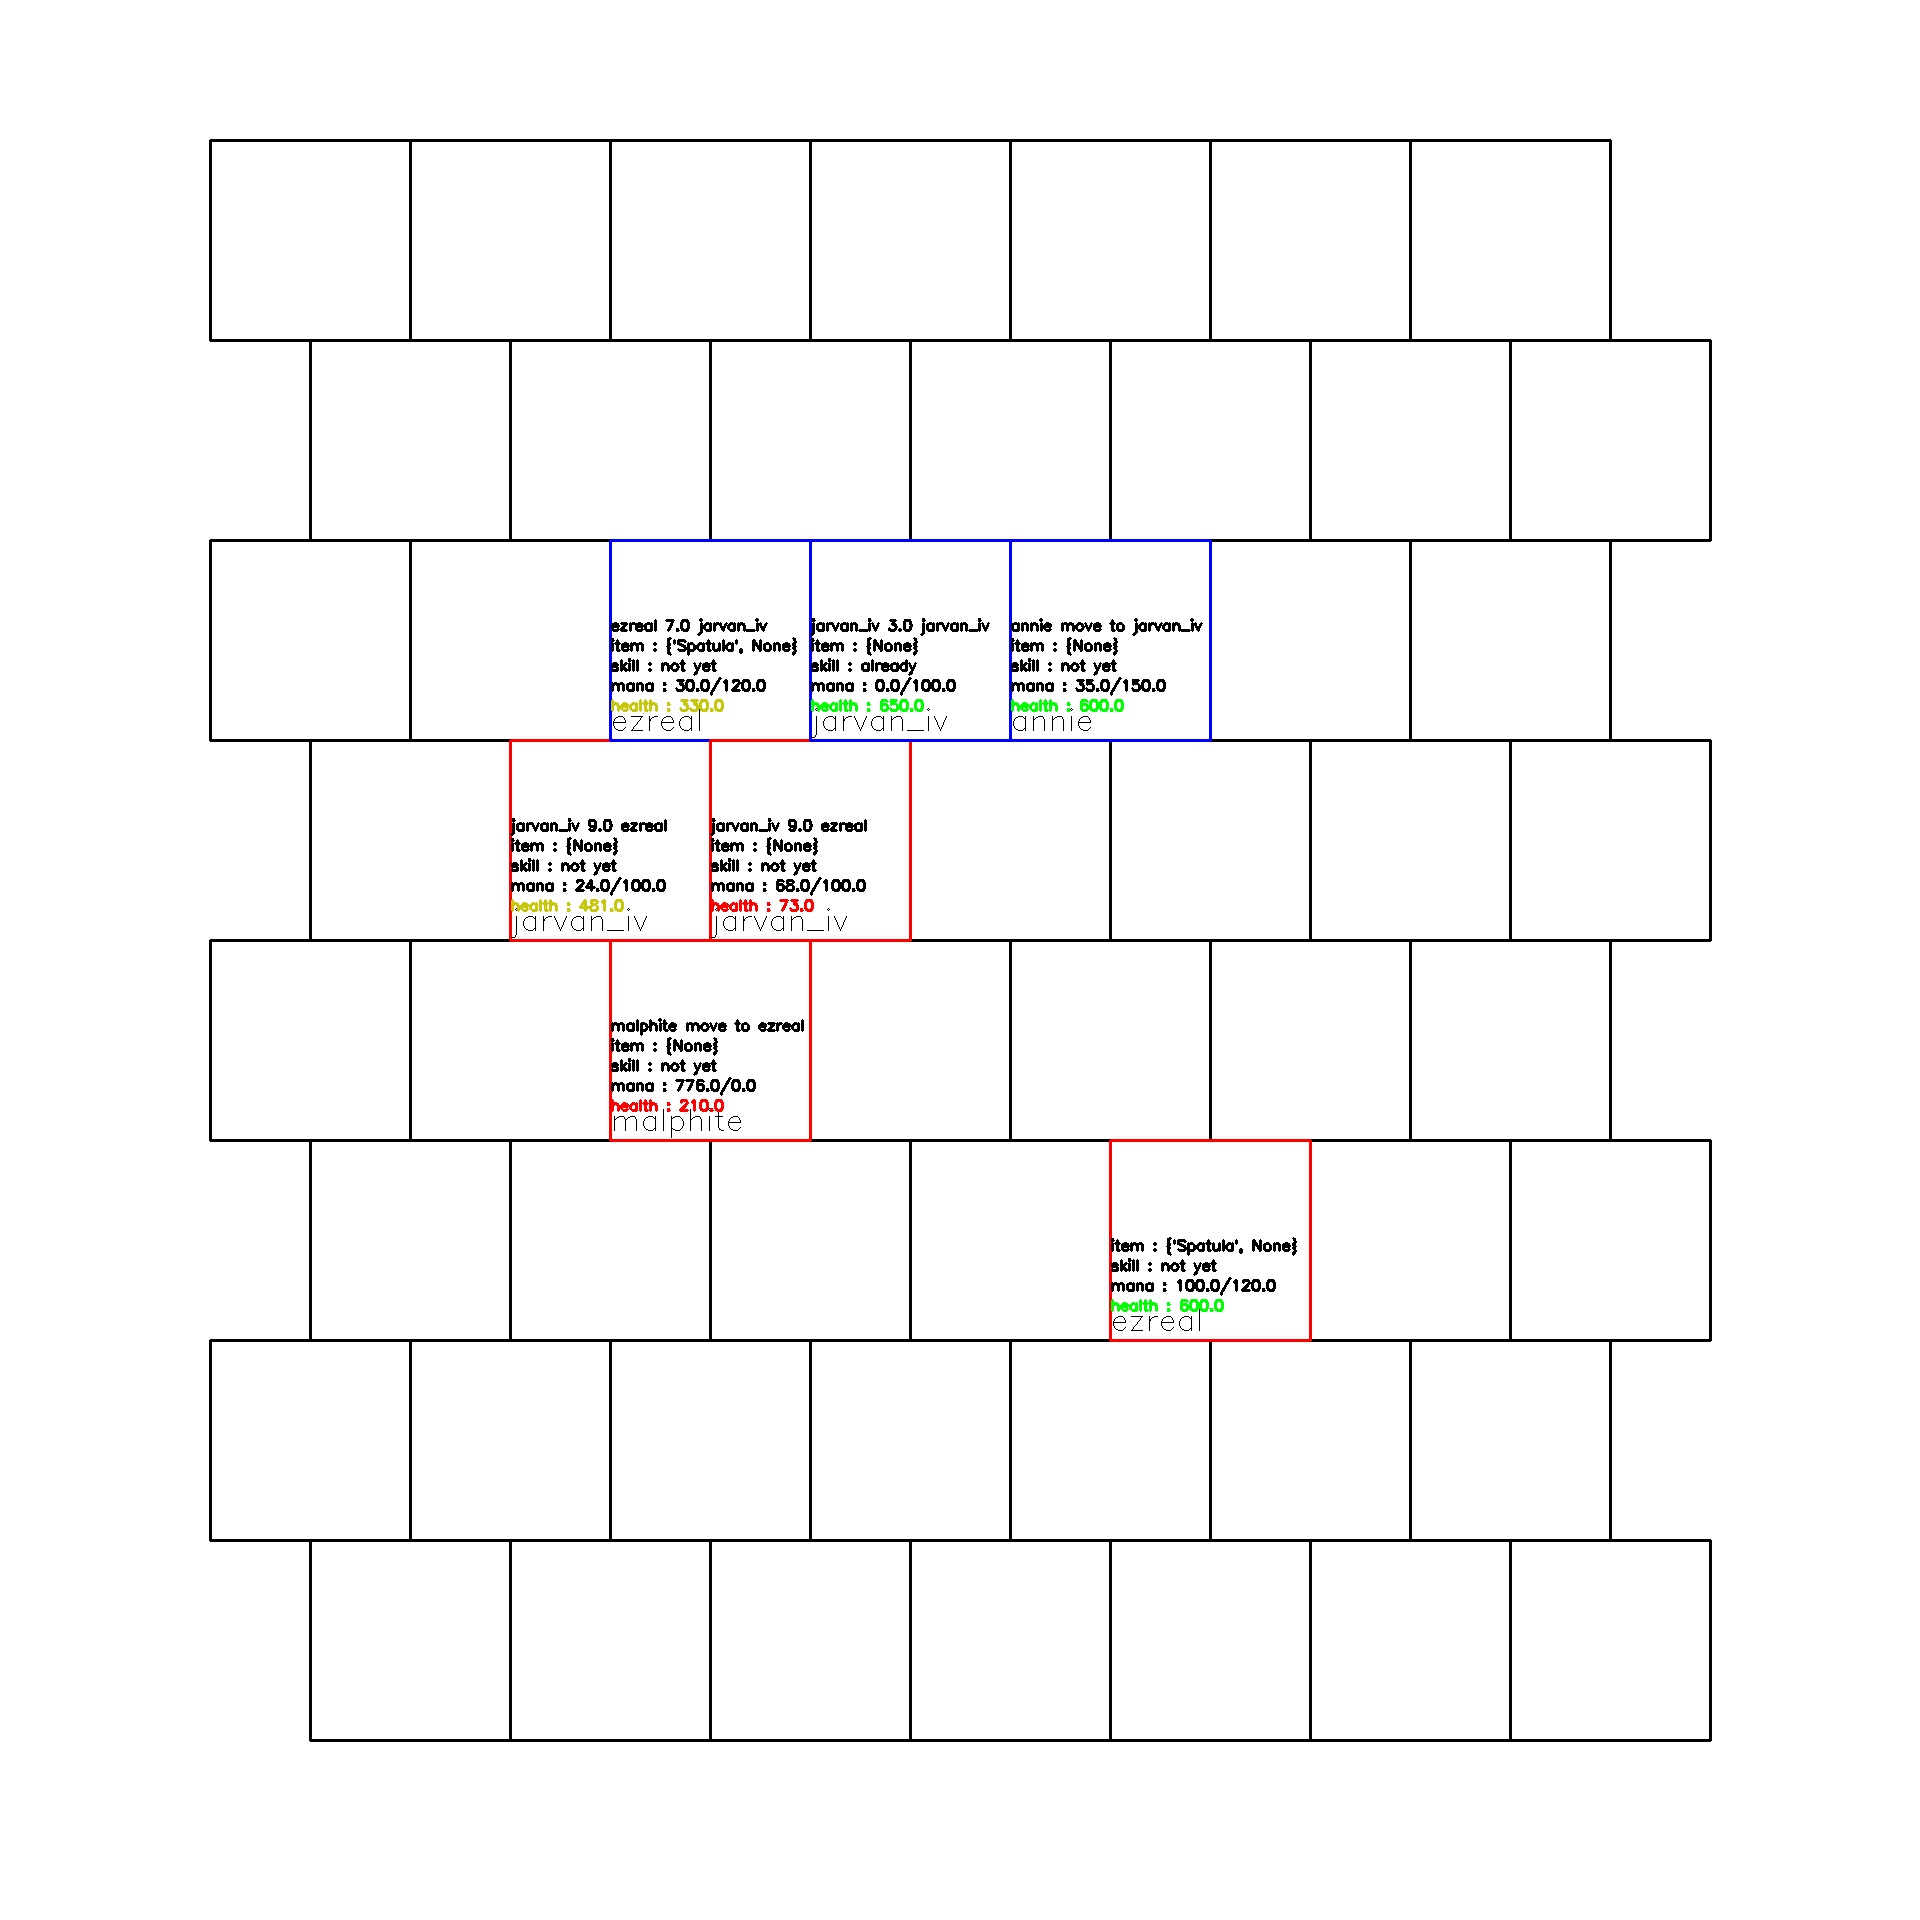 ezreal 7.0 jarvan_iv
item : {'Spatula', None}
skill : not yet
mana : 30.0/120.0
health : 330.0
ezreal
jarvan_iv 3.0 jarvan_iv
item : {None}
skill : already
mana : 0.0/100.0
health : 650.0
jarvan_iv
annie move to jarvan_iv
item : {None}
skill : not yet
mana : 35.0/150.0
health : 600.0
annie
jarvan_iv 9.0 ezreal
item : {None}
skill : not yet
mana : 24.0/100.0
health : 481.0
jarvan_iv
jarvan_iv 9.0 ezreal
item : {None}
skill : not yet
mana : 68.0/100.0
health : 73.0
jarvan_iv
malphite move to ezreal
item : {None}
skill : not yet
mana : 776.0/0.0
health : 210.0
malphite
item : {'Spatula', None}
skill : not yet
mana : 100.0/120.0
health : 600.0
ezreal